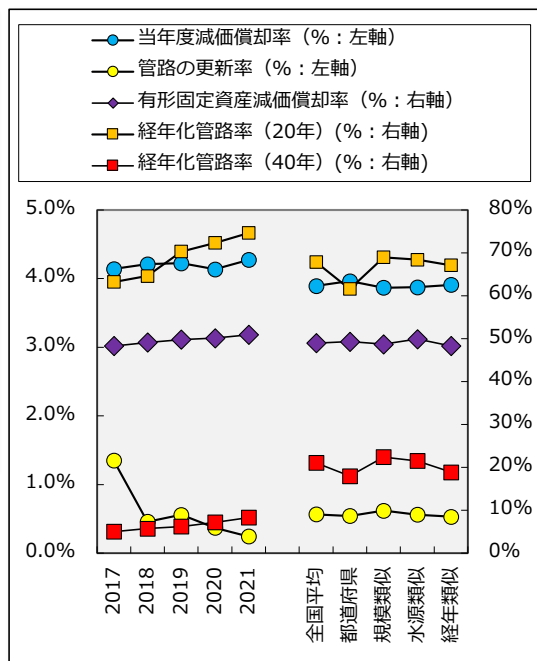 当年度減価償却率（%：左軸）
管路の更新率（%：左軸）
有形固定資産減価償却率（%：右軸）
経年化管路率（20年）(%：右軸)
経年化管路率（40年）(%：右軸)
5.0%
4.0%
3.0%
2.0%
1.0%
0.0%
80%
70%
60%
50%
40%
30%
20%
10%
0%
2017
2018
2019
2020
2021
全国平均
都道府県
規模類似
水源類似
経年類似